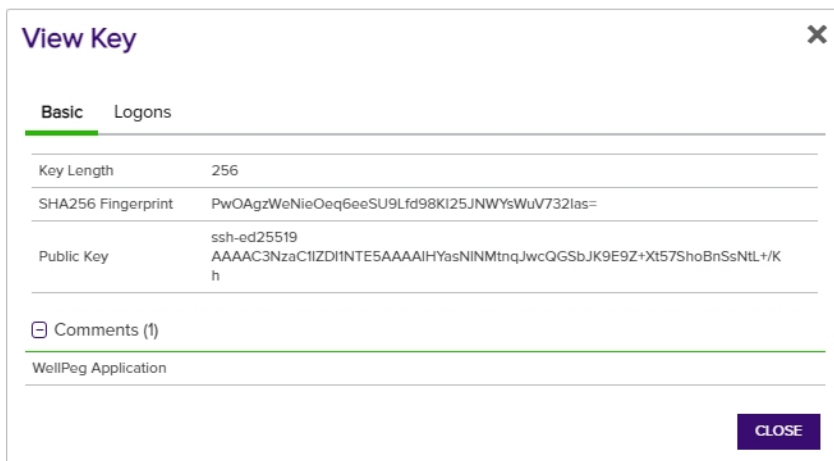 View Key
Basic Logons
Key Length 256
SHA256 Fingerprint PwOAgzWeNieOeq6eeSU9Lfd98KI25JNWYsWuV732Ias=
Public Key ssh-ed25519
AAAAC3NzaC1lZDI1NTE5AAAAIHYasNINMtnqJwcQGSbJK9E9Z+Xt57ShoBnSsNtL+/K
h
Comments (1)
WellPeg Application
CLOSE